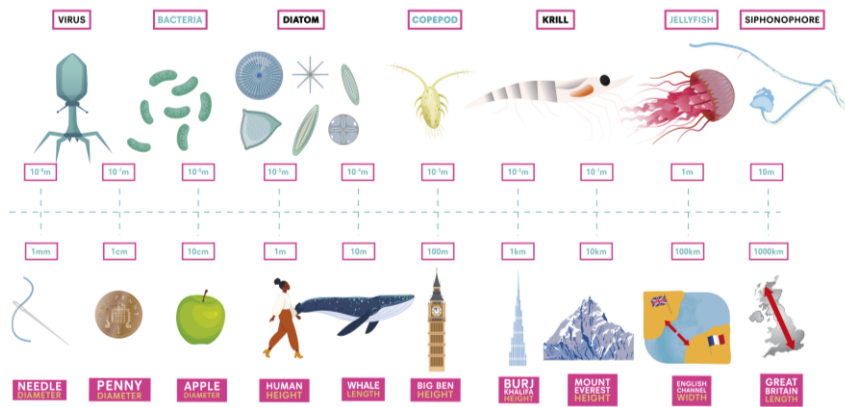 VIRUS
BACTERIA
DIATOM
COPEPOD
KRILL
JELLYFISH
SIPHONOPHORE
10⁻⁸m
10⁻⁷m
10⁻⁶m
10⁻⁵m
10⁻⁴m
10⁻³m
10⁻²m
10⁻¹m
1m
10m
1mm
1cm
10cm
1m
10m
100m
1km
10km
100km
1000km
NEEDLE
DIAMETER
PENNY
DIAMETER
APPLE
DIAMETER
HUMAN
HEIGHT
WHALE
LENGTH
BIG BEN
HEIGHT
BURJ
KHALIFA
HEIGHT
MOUNT
EVEREST
HEIGHT
ENGLISH
CHANNEL
WIDTH
GREAT
BRITAIN
LENGTH